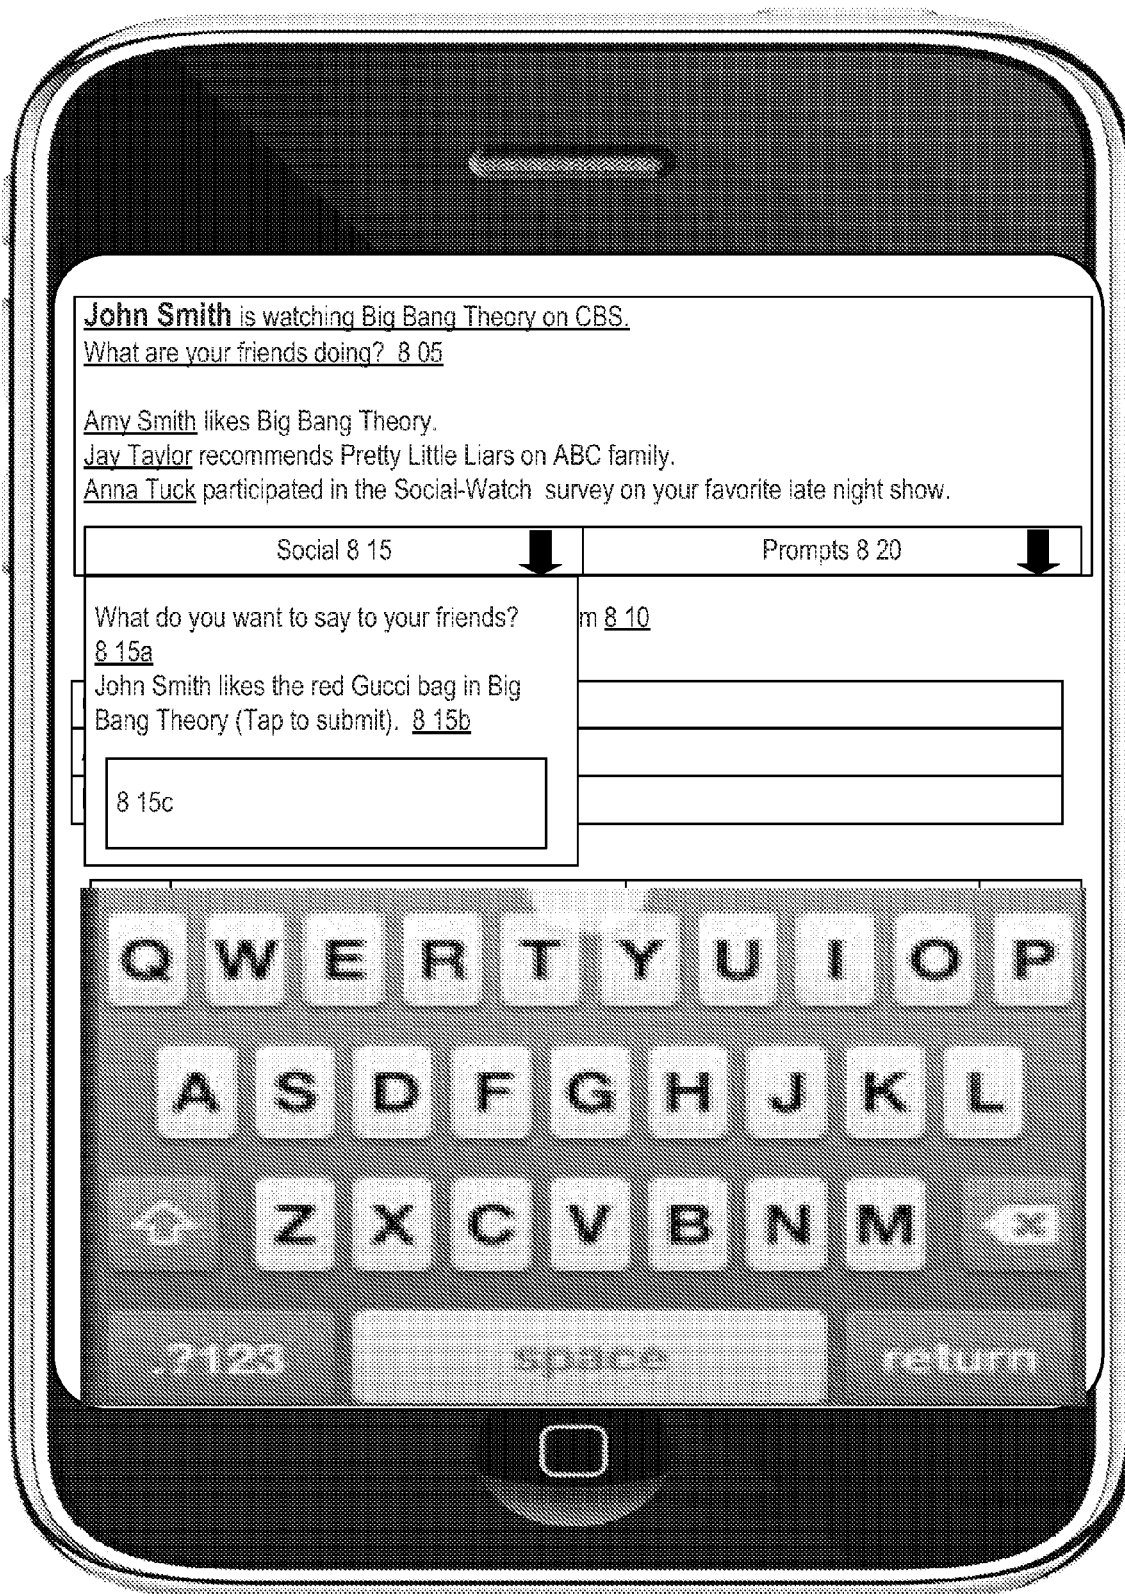 John Smith is watching Big Bang Theory on CBS.
What are your friends doing? 8 05
Amy Smith likes Big Bang Theory.
Jay Taylor recommends Pretty Little Liars on ABC family.
Anna Tuck participated in the Social-Watch survey on your favorite late night show.
Social 8 15 Prompts 8 20
What do you want to say to your friends? m 8 10
8 15a
John Smith likes the red Gucci bag in Big
Bang Theory (Tap to submit). 8 15b
8 15c
Q W E R T Y U I O P
A S D F G H J K L
Z X C V B N M
.?123 space return